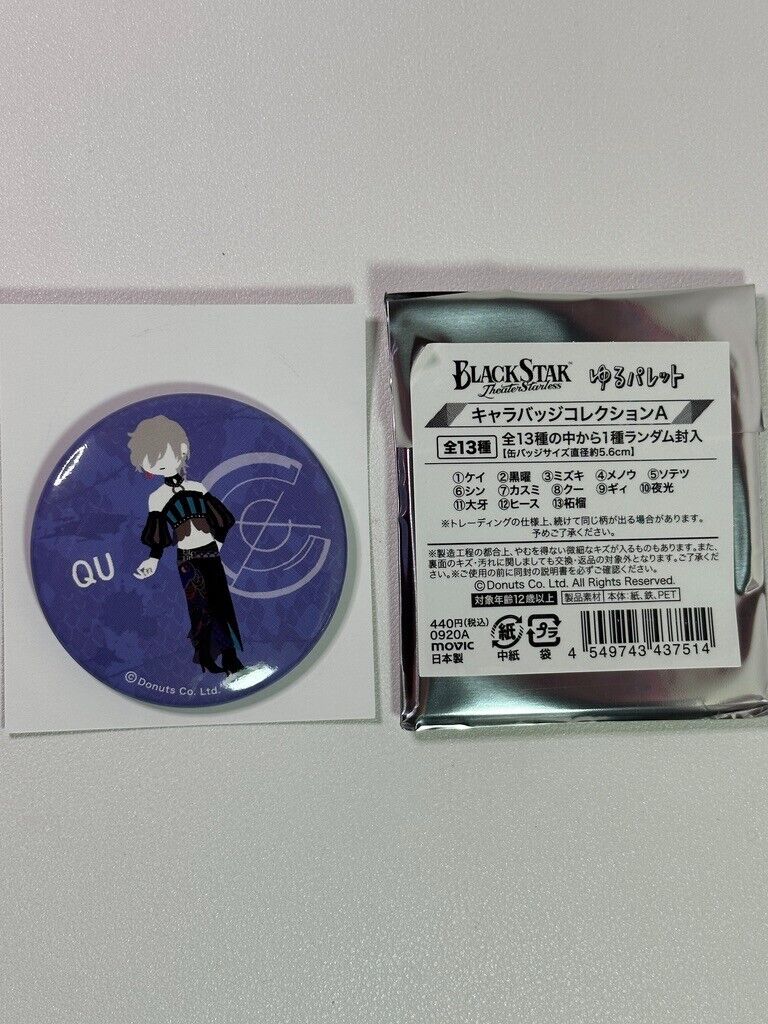 QU
©Donuts Co. Ltd.
BLACKSTAR™ ゆるパレット
Theater Starless
キャラバッジコレクションA
全13種 全13種の中から1種ランダム封入
【缶バッジサイズ直径約5.6cm】
①ケイ ②黒曜 ③ミズキ ④メノウ ⑤ソテツ
⑥シン ⑦カスミ ⑧クー ⑨ギィ ⑩夜光
⑪大牙 ⑫ヒース ⑬柘榴
※トレーディングの仕様上、続けて同じ柄が出る場合があります。
予めご了承ください。
※製造工程の都合上、やむを得ない微細なキズが入るものもあります。また、
裏面のキズ・汚れに関しましても交換・返品の対象外となります。ご了承くだ
さい。※ご使用の前に同封の説明書を必ずご確認ください。
©Donuts Co. Ltd. All Rights Reserved.
対象年齢12歳以上 製品素材 本体:紙、鉄、PET
440円(税込)
0920A
movic
日本製
紙
中紙
プラ
袋
4 549743 437514